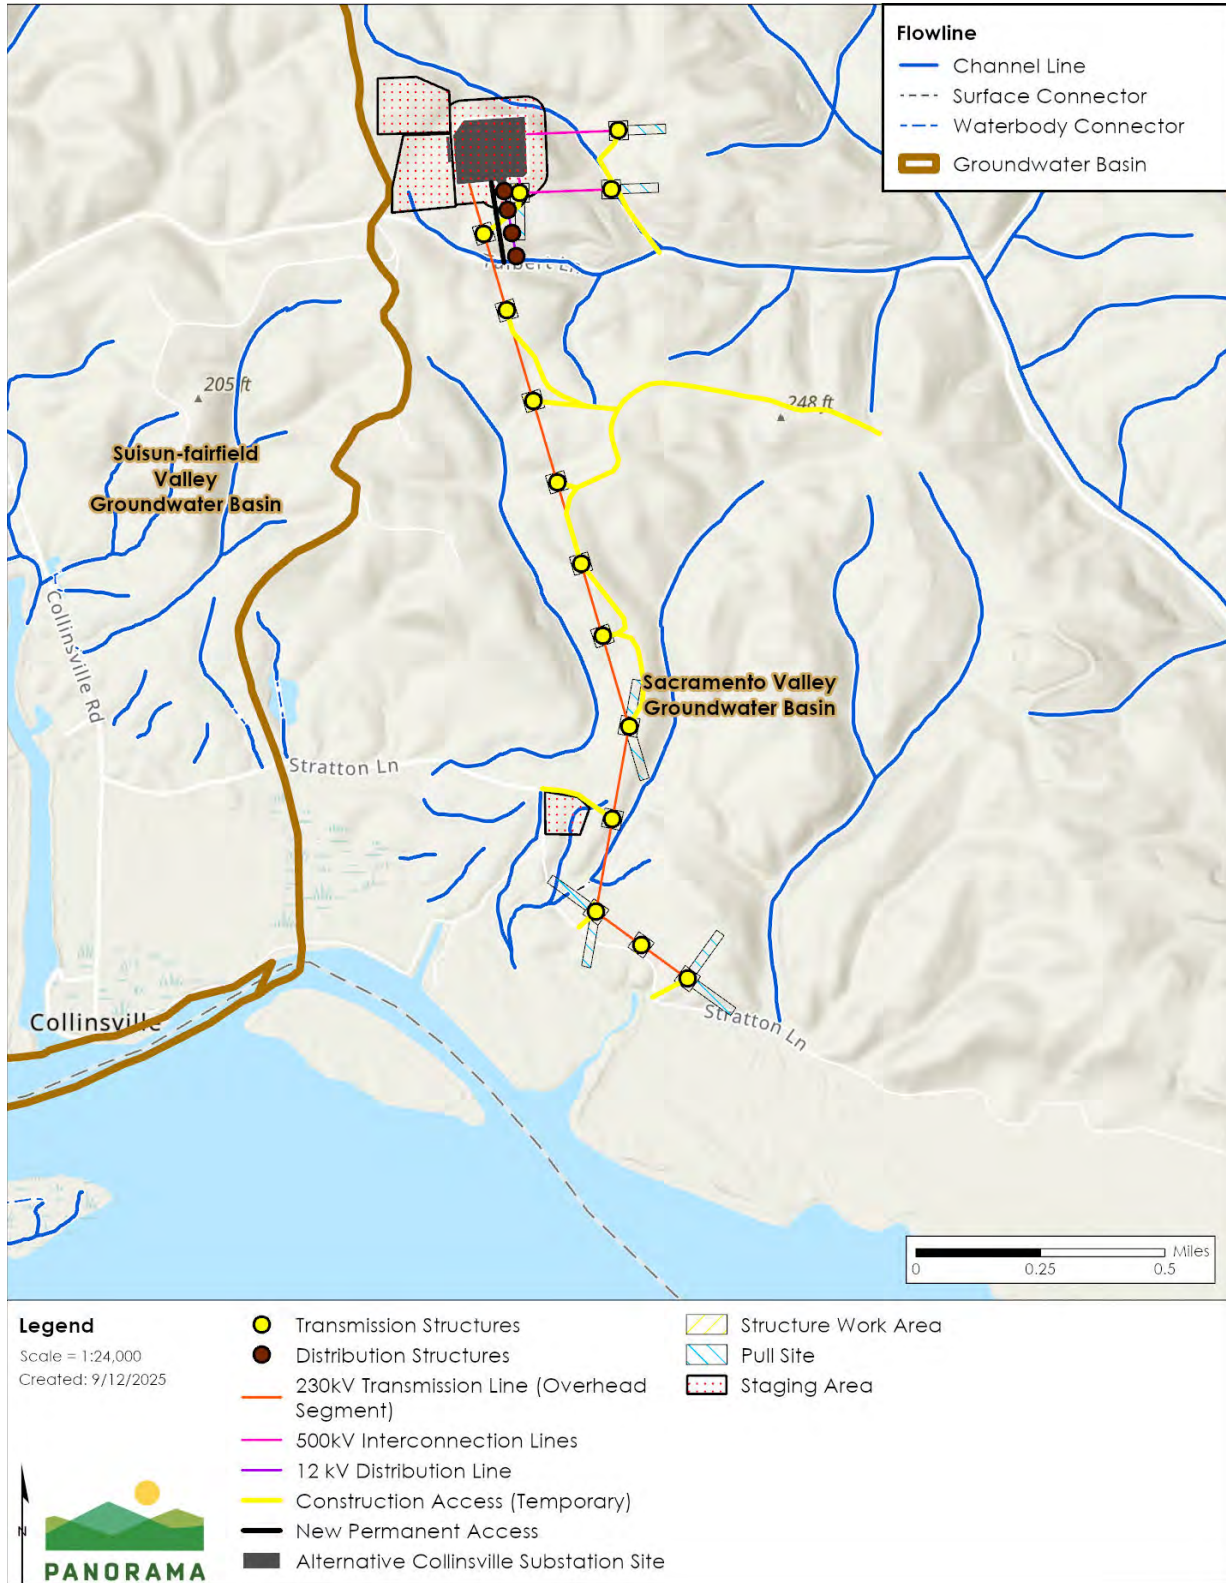 Flowline
Channel Line
Surface Connector
Waterbody Connector
Groundwater Basin
Talbert Ln
205 ft
248 ft
Suisun-fairfield
Valley
Groundwater Basin
Collinsville Rd
Sacramento Valley
Groundwater Basin
Stratton Ln
Collinsville
Stratton Ln
Miles
0 0.25 0.5
Legend
Scale = 1:24,000
Created: 9/12/2025
N
PANORAMA
Transmission Structures
Distribution Structures
230kV Transmission Line (Overhead
Segment)
500kV Interconnection Lines
12 kV Distribution Line
Construction Access (Temporary)
New Permanent Access
Alternative Collinsville Substation Site
Structure Work Area
Pull Site
Staging Area